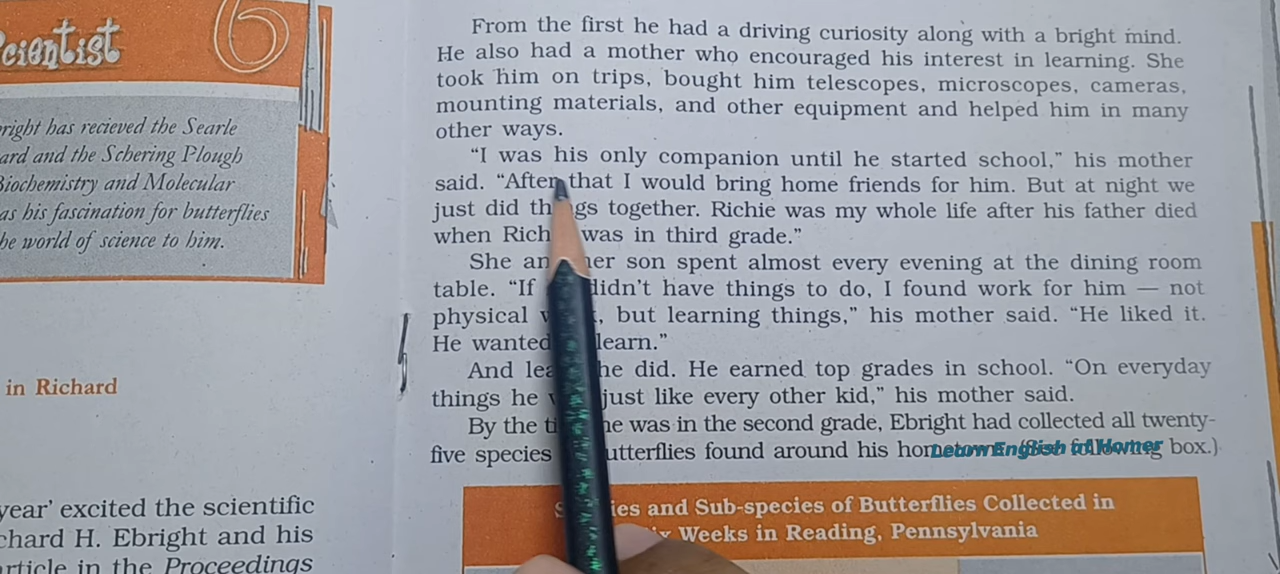 cientist
6
right has recieved the Searle
ard and the Schering Plough
Biochemistry and Molecular
as his fascination for butterflies
he world of science to him.
in Richard
year' excited the scientific
chard H. Ebright and his
article in the Proceedings
From the first he had a driving curiosity along with a bright mind.
He also had a mother who encouraged his interest in learning. She
took him on trips, bought him telescopes, microscopes, cameras,
mounting materials, and other equipment and helped him in many
other ways.
"I was his only companion until he started school," his mother
said. "After that I would bring home friends for him. But at night we
just did things together. Richie was my whole life after his father died
when Rich was in third grade."
She an her son spent almost every evening at the dining room
table. "If didn't have things to do, I found work for him — not
physical , but learning things," his mother said. "He liked it.
He wanted learn."
And lea he did. He earned top grades in school. "On everyday
things he just like every other kid," his mother said.
By the ti he was in the second grade, Ebright had collected all twenty-
five species utterflies found around his hometown. (See following box.)
Learn English at Home
ies and Sub-species of Butterflies Collected in
Weeks in Reading, Pennsylvania